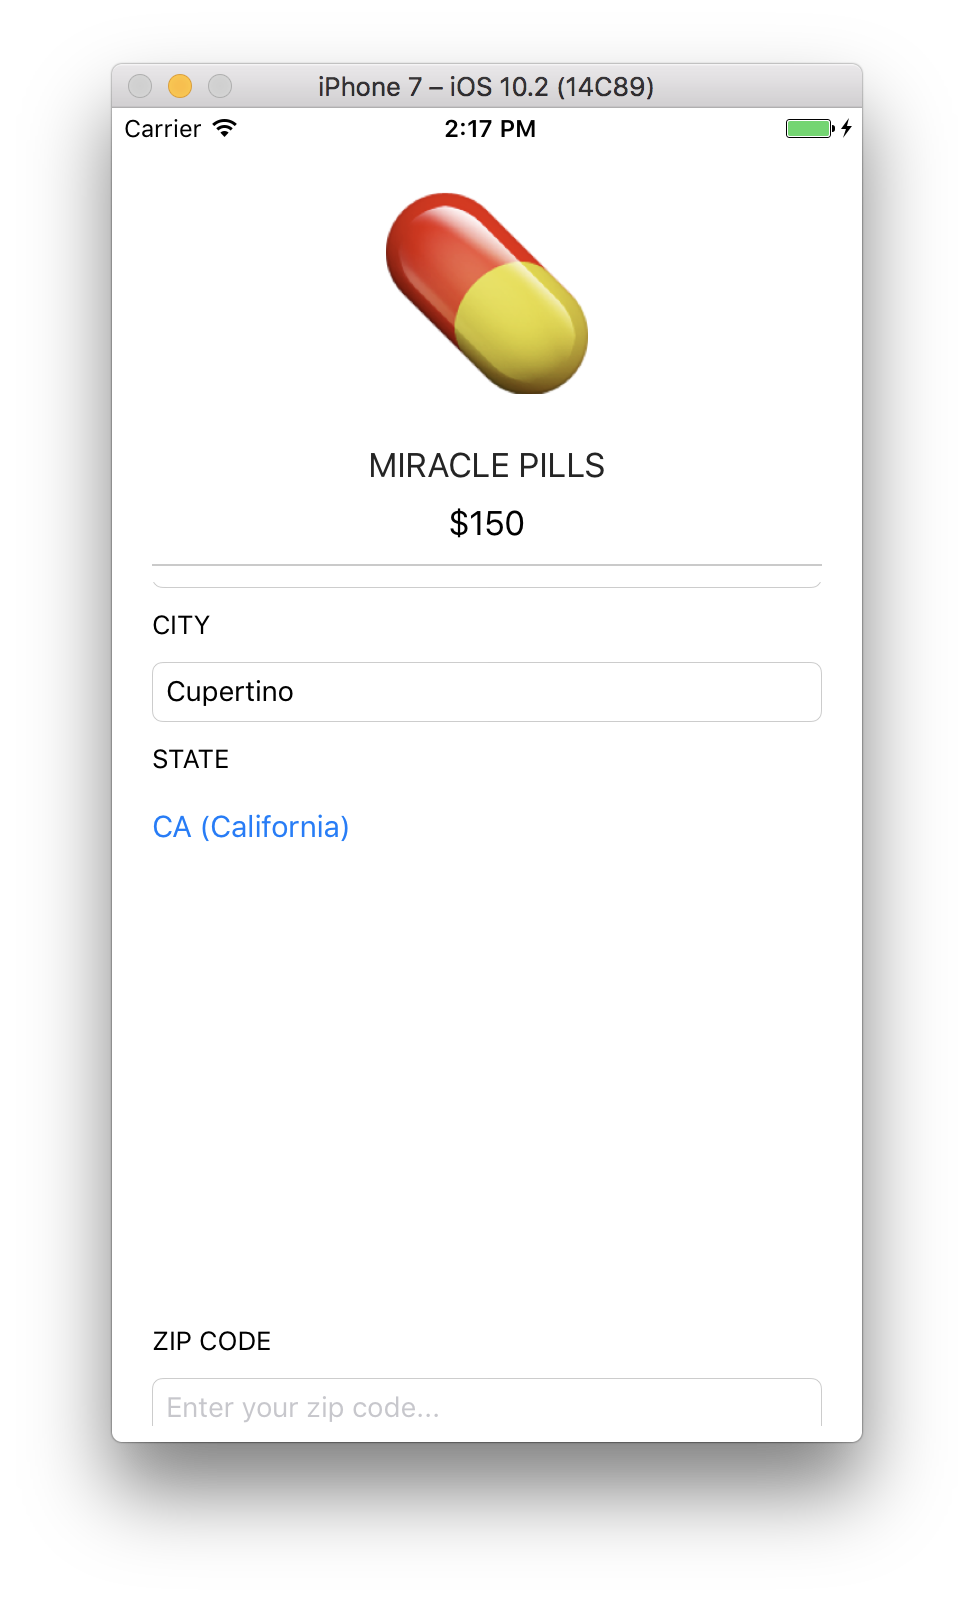 iPhone 7 – iOS 10.2 (14C89)
Carrier 2:17 PM
MIRACLE PILLS
$150
CITY
Cupertino
STATE
CA (California)
ZIP CODE
Enter your zip code...